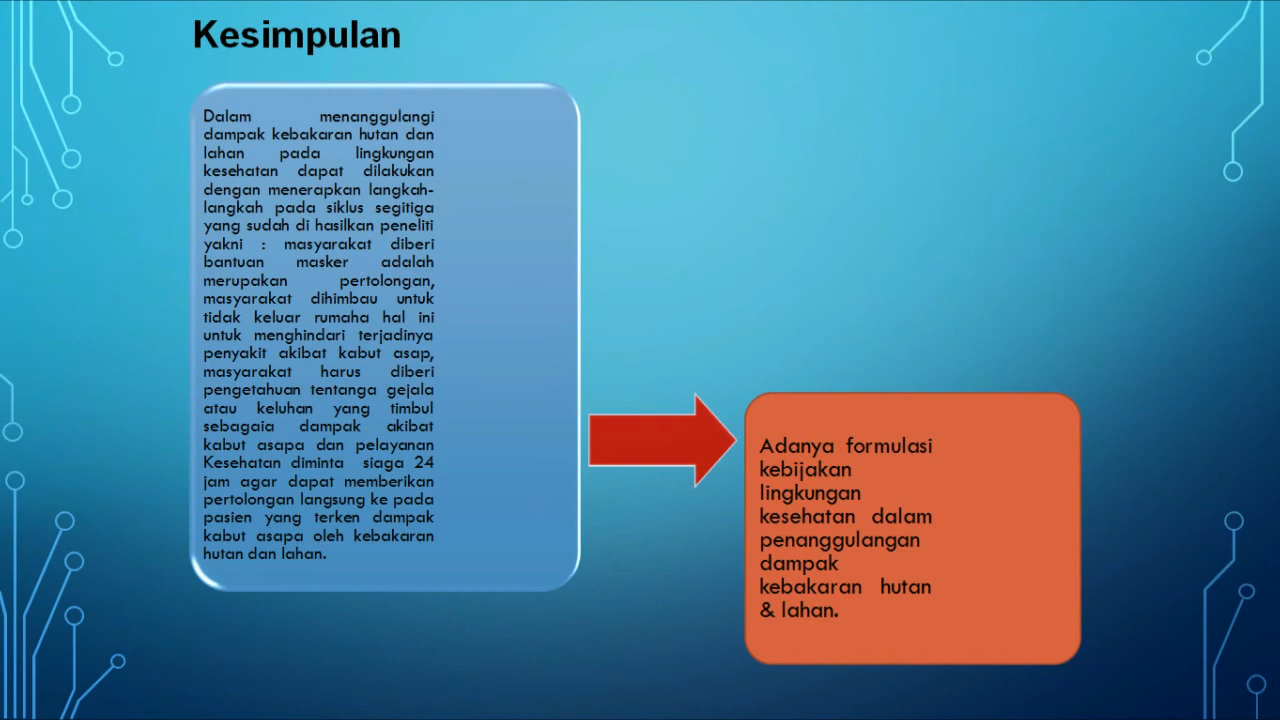 Kesimpulan
Dalam menanggulangi
dampak kebakaran hutan dan
lahan pada lingkungan
kesehatan dapat dilakukan
dengan menerapkan langkah-
langkah pada siklus segitiga
yang sudah di hasilkan peneliti
yakni : masyarakat diberi
bantuan masker adalah
merupakan pertolongan,
masyarakat dihimbau untuk
tidak keluar rumaha hal ini
untuk menghindari terjadinya
penyakit akibat kabut asap,
masyarakat harus diberi
pengetahuan tentanga gejala
atau keluhan yang timbul
sebagaia dampak akibat
kabut asapa dan pelayanan
Kesehatan diminta siaga 24
jam agar dapat memberikan
pertolongan langsung ke pada
pasien yang terken dampak
kabut asapa oleh kebakaran
hutan dan lahan.
Adanya formulasi
kebijakan
lingkungan
kesehatan dalam
penanggulangan
dampak
kebakaran hutan
& lahan.